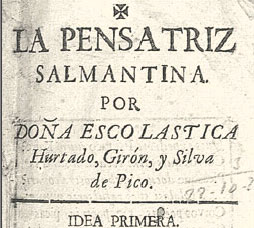 LA PENSATRIZ
SALMANTINA.
POR
DOÑA ESCOLASTICA
Hurtado, Girón, y Silva
de Pico.
IDEA PRIMERA.